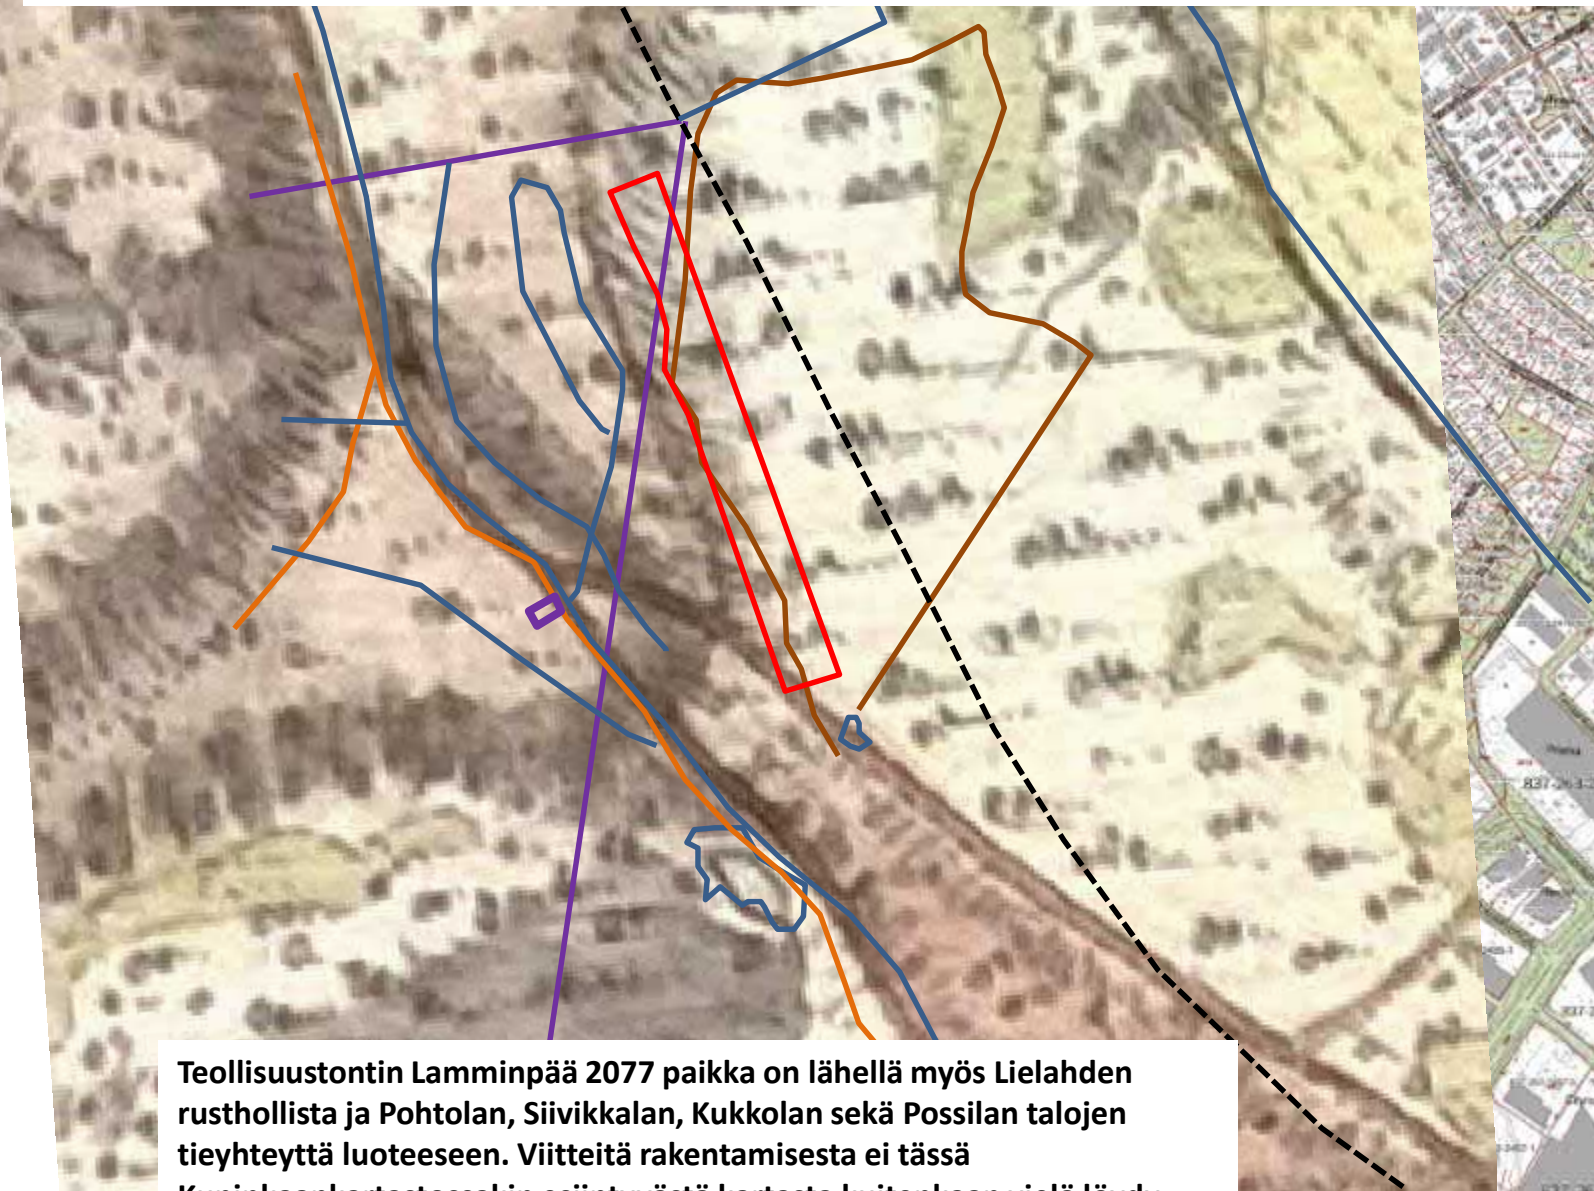 Teollisuustontin Lamminpää 2077 paikka on lähellä myös Lielahden
rusthollista ja Pohtolan, Siivikkalan, Kukkolan sekä Possilan talojen
tieyhteyttä luoteeseen. Viitteitä rakentamisesta ei tässä